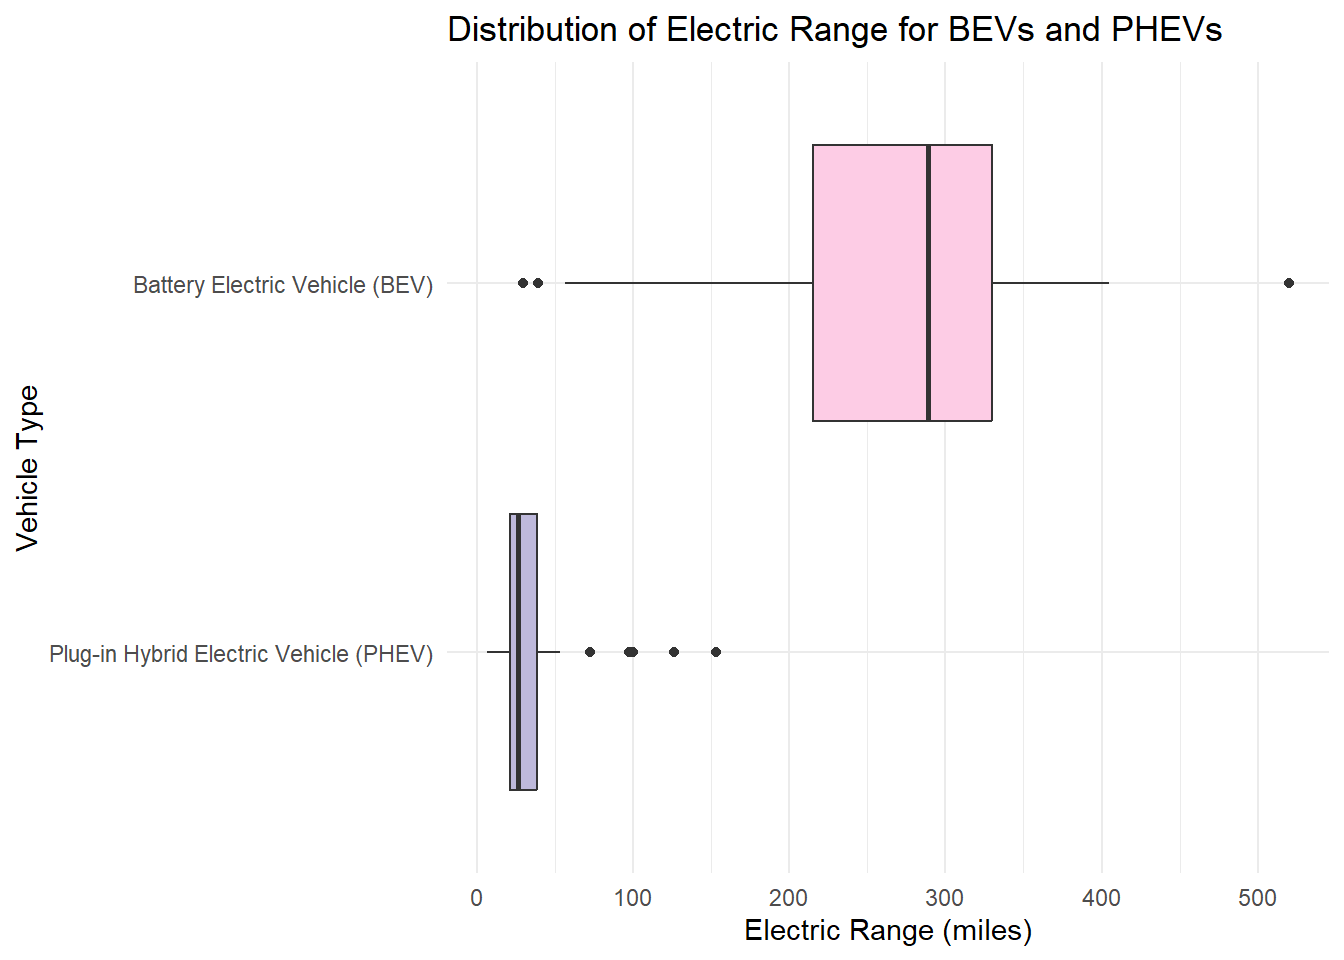 Distribution of Electric Range for BEVs and PHEVs
Vehicle Type
Battery Electric Vehicle (BEV)
Plug-in Hybrid Electric Vehicle (PHEV)
0 100 200 300 400 500
Electric Range (miles)